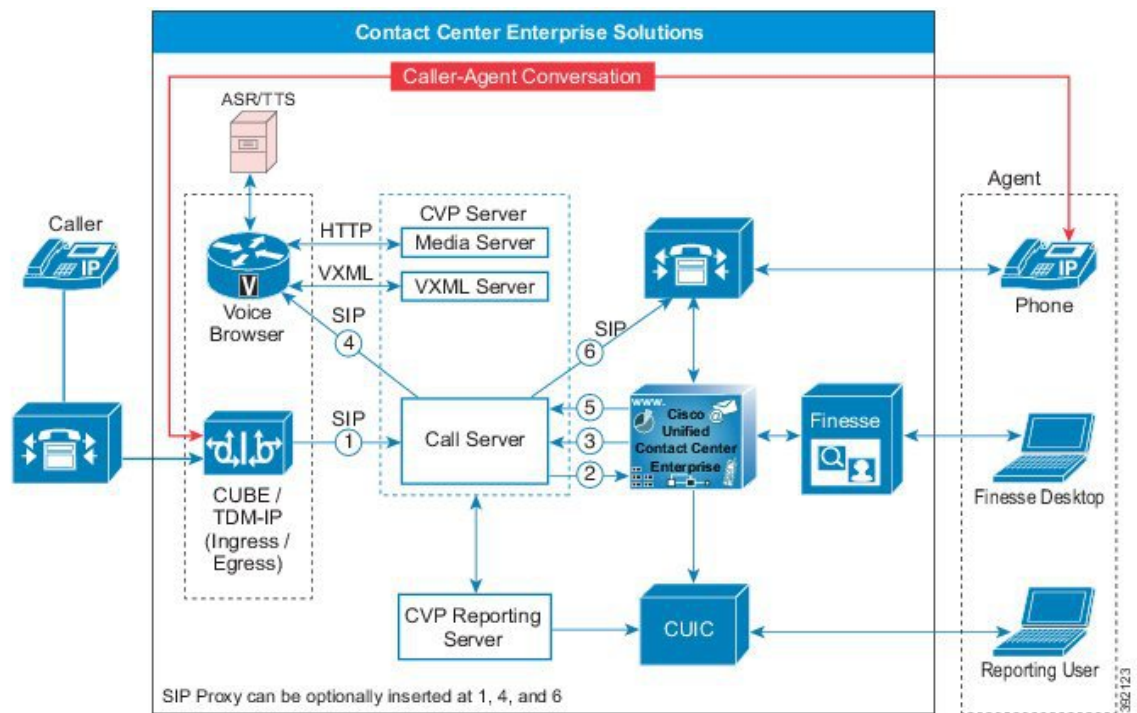 Contact Center Enterprise Solutions
Caller-Agent Conversation
ASR/TTS
Agent
Caller
CVP Server
HTTP
Media Server
IP
IP
VXML
VXML Server
V
Voice
Browser
SIP
4
SIP
6
Phone
SIP
1
Call Server
5
3
2
www.
Cisco
@
Unified
Contact Center
Enterprise
Finesse
CUBE /
TDM-IP
(Ingress /
Egress)
Finesse Desktop
CVP Reporting
Server
CUIC
Reporting User
SIP Proxy can be optionally inserted at 1, 4, and 6
392123